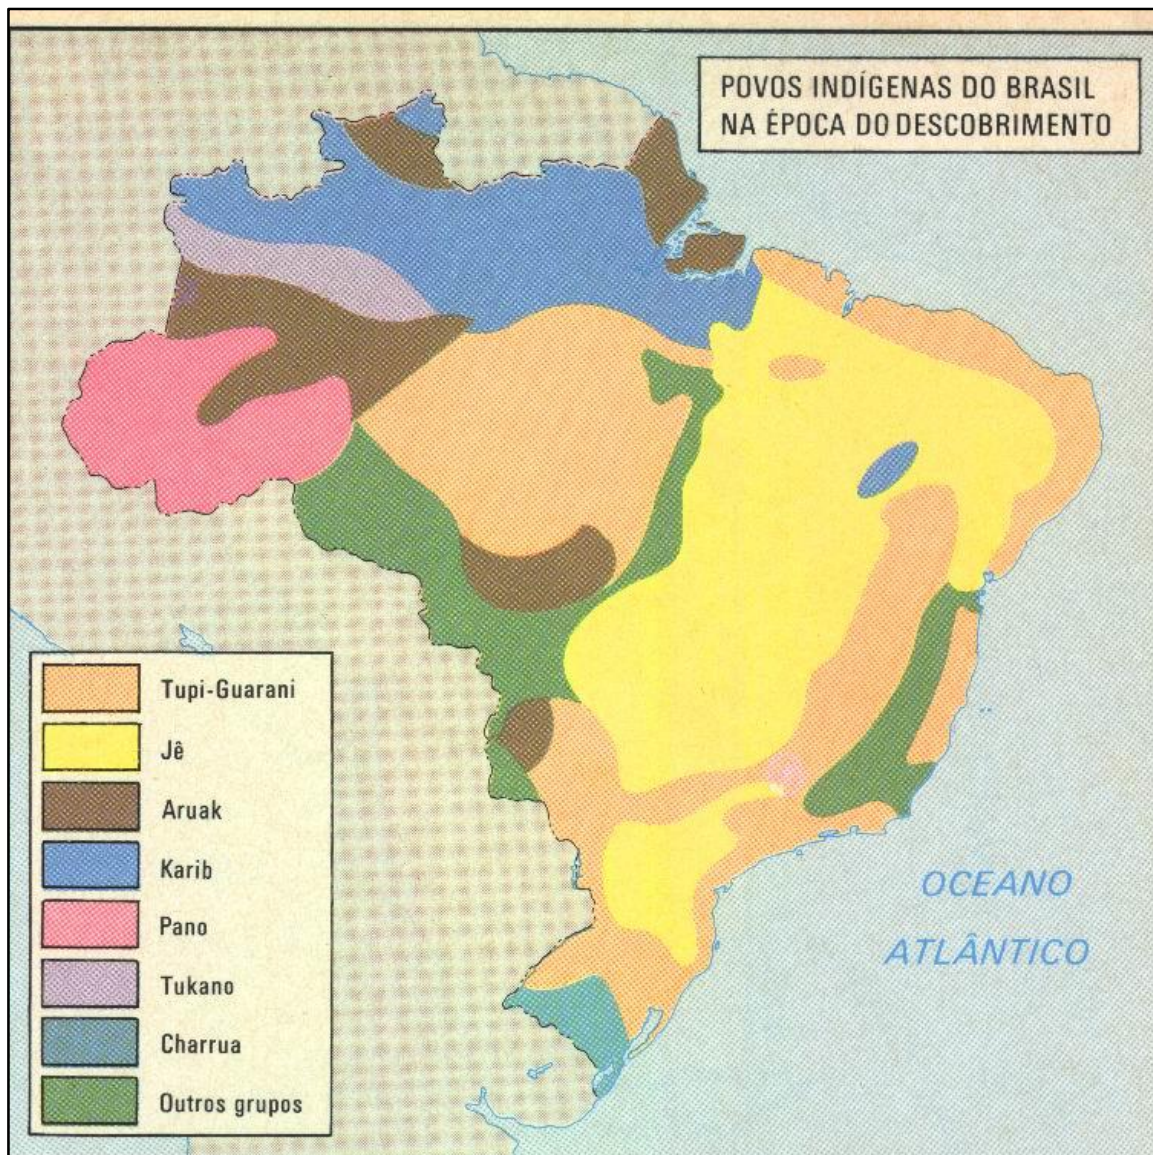 POVOS INDÍGENAS DO BRASIL
NA ÉPOCA DO DESCOBRIMENTO
Tupi-Guarani
Jê
Aruak
Karib
Pano
Tukano
Charrua
Outros grupos
OCEANO
ATLÂNTICO